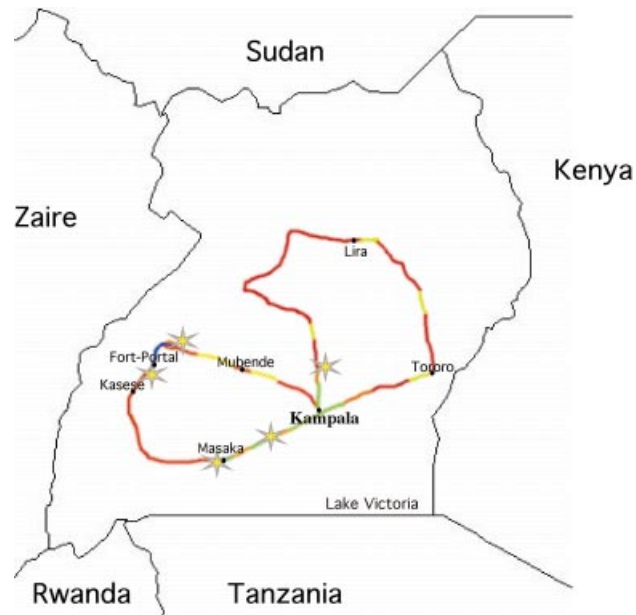 Sudan
Kenya
Zaire
Lira
Fort-Portal
Mubende
Tororo
Kasese
Kampala
Masaka
Lake Victoria
Rwanda
Tanzania